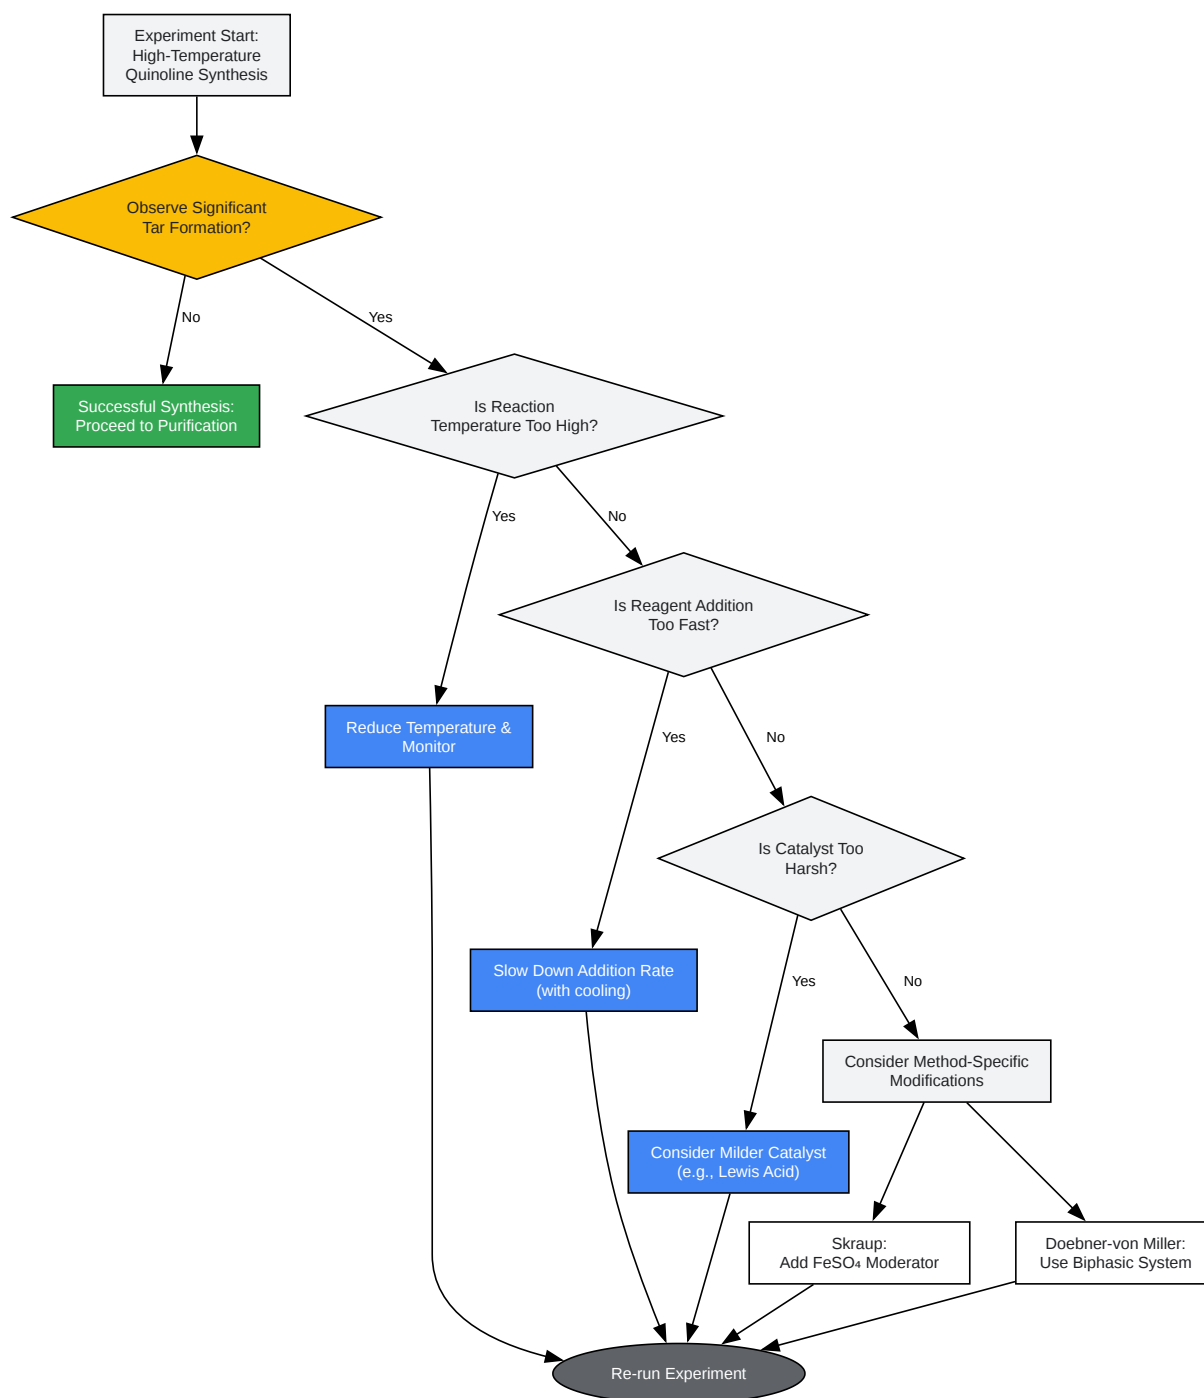 Experiment Start:
High-Temperature
Quinoline Synthesis
Observe Significant
Tar Formation?
No
Yes
Successful Synthesis:
Proceed to Purification
Is Reaction
Temperature Too High?
Yes
No
Is Reagent Addition
Too Fast?
Reduce Temperature &
Monitor
Yes
No
Is Catalyst Too
Harsh?
Slow Down Addition Rate
(with cooling)
Yes
No
Consider Method-Specific
Modifications
Consider Milder Catalyst
(e.g., Lewis Acid)
Skraup:
Add FeSO₄ Moderator
Doebner-von Miller:
Use Biphasic System
Re-run Experiment